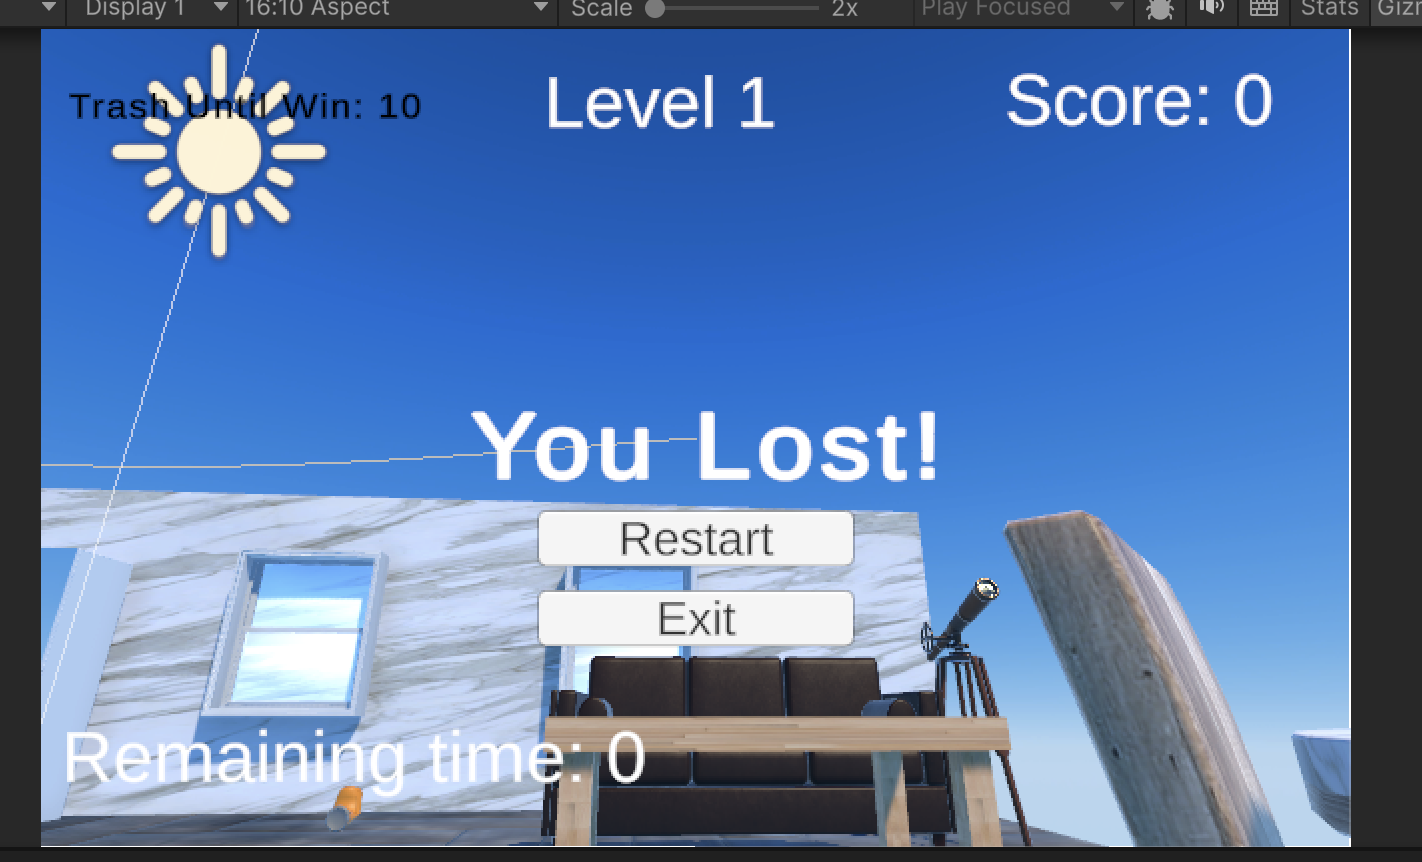 Display 1 16:10 Aspect Scale 2x Play Focused Stats
Trash Until Win: 10
Level 1
Score: 0
You Lost!
Restart
Exit
Remaining time: 0